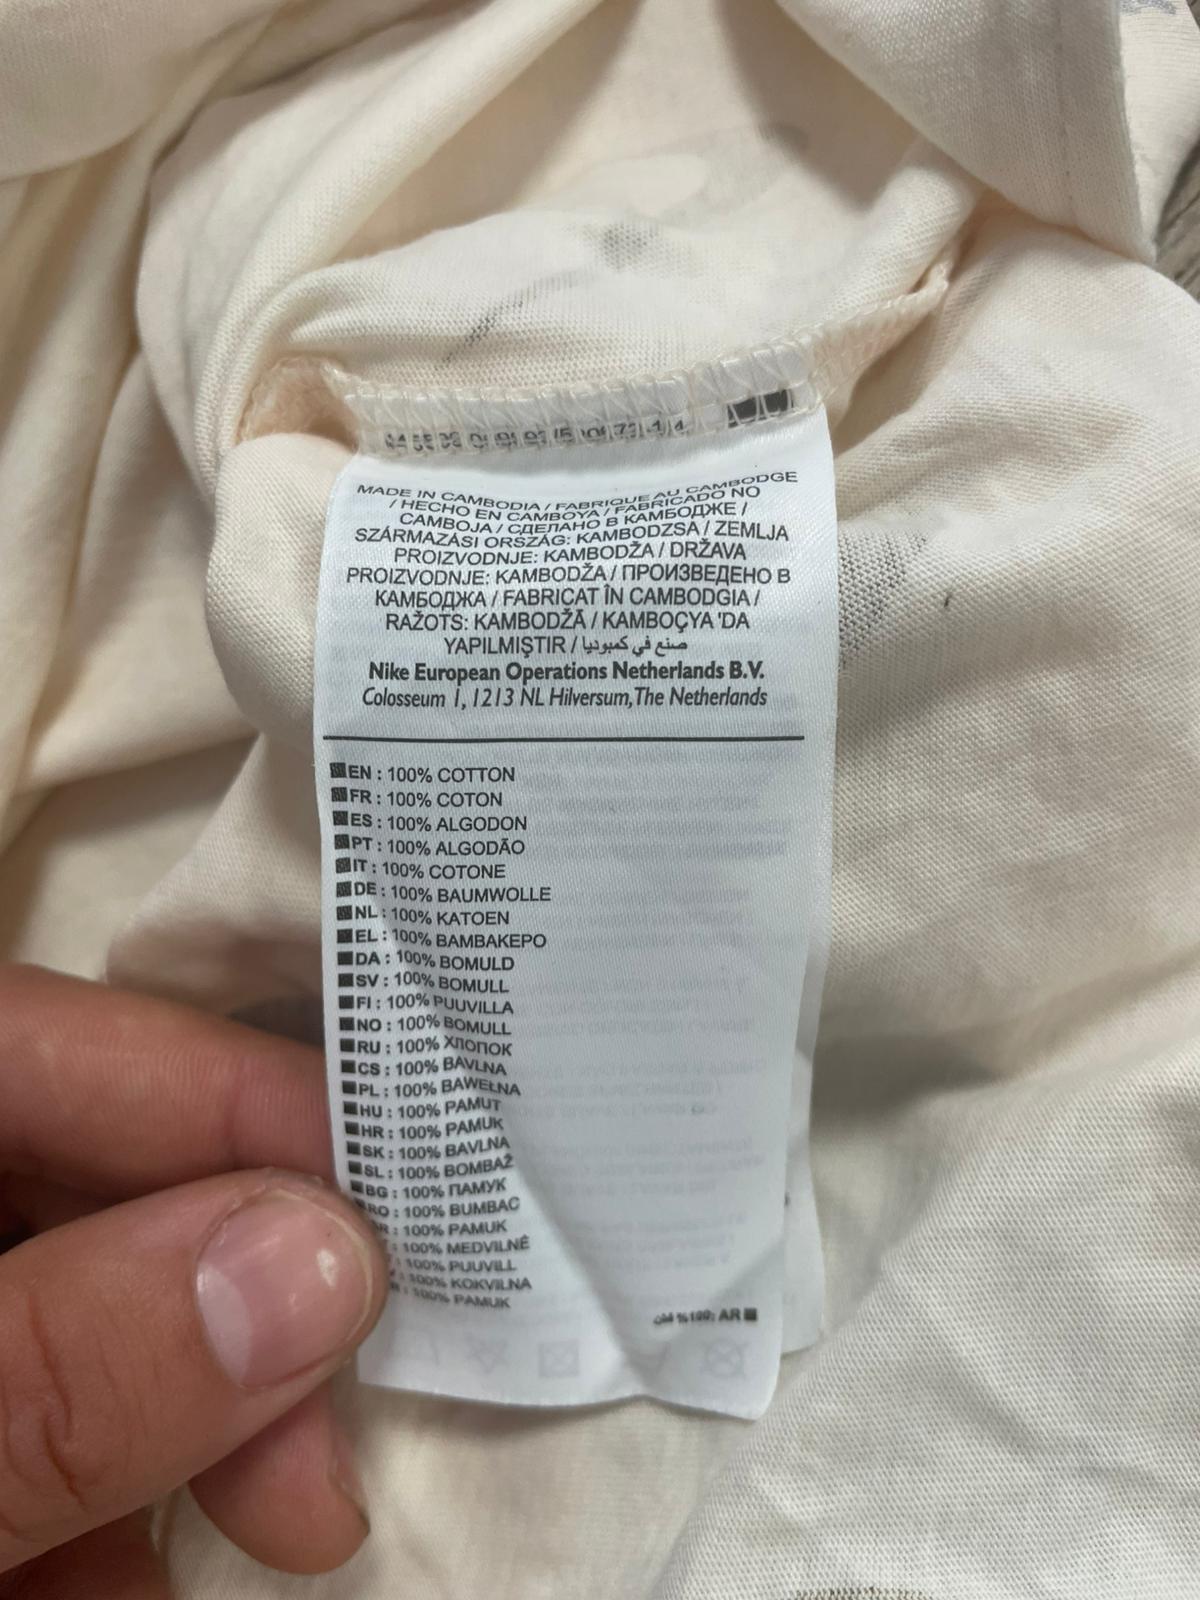 MADE IN CAMBODIA / FABRIQUE AU CAMBODGE
/ HECHO EN CAMBOYA / FABRICADO NO
CAMBOJA / СДЕЛАНО В КАМБОДЖЕ /
SZÁRMAZÁSI ORSZÁG: KAMBODZSA / ZEMLJA
PROIZVODNJE: KAMBODŽA / DRŽAVA
PROIZVODNJE: KAMBODŽA / ПРОИЗВЕДЕНО В
КАМБОДЖА / FABRICAT ÎN CAMBODGIA /
RAŽOTS: KAMBODŽĀ / KAMBOÇYA 'DA
YAPILMIŞTIR / صنع في كمبوديا
Nike European Operations Netherlands B.V.
Colosseum 1, 1213 NL Hilversum, The Netherlands
EN : 100% COTTON
FR : 100% COTON
ES : 100% ALGODON
PT : 100% ALGODÃO
IT : 100% COTONE
DE : 100% BAUMWOLLE
NL : 100% KATOEN
EL : 100% ΒΑΜΒΑΚΕΡΟ
DA : 100% BOMULD
SV : 100% BOMULL
FI : 100% PUUVILLA
NO : 100% BOMULL
RU : 100% ХЛОПОК
CS : 100% BAVLNA
PL : 100% BAWEŁNA
HU : 100% PAMUT
HR : 100% PAMUK
SK : 100% BAVLNA
SL : 100% BOMBAŽ
BG : 100% ПАМУК
RO : 100% BUMBAC
: 100% PAMUK
: 100% MEDVILNĖ
: 100% PUUVILL
: 100% KOKVILNA
: 100% PAMUK
AR :100% قطن